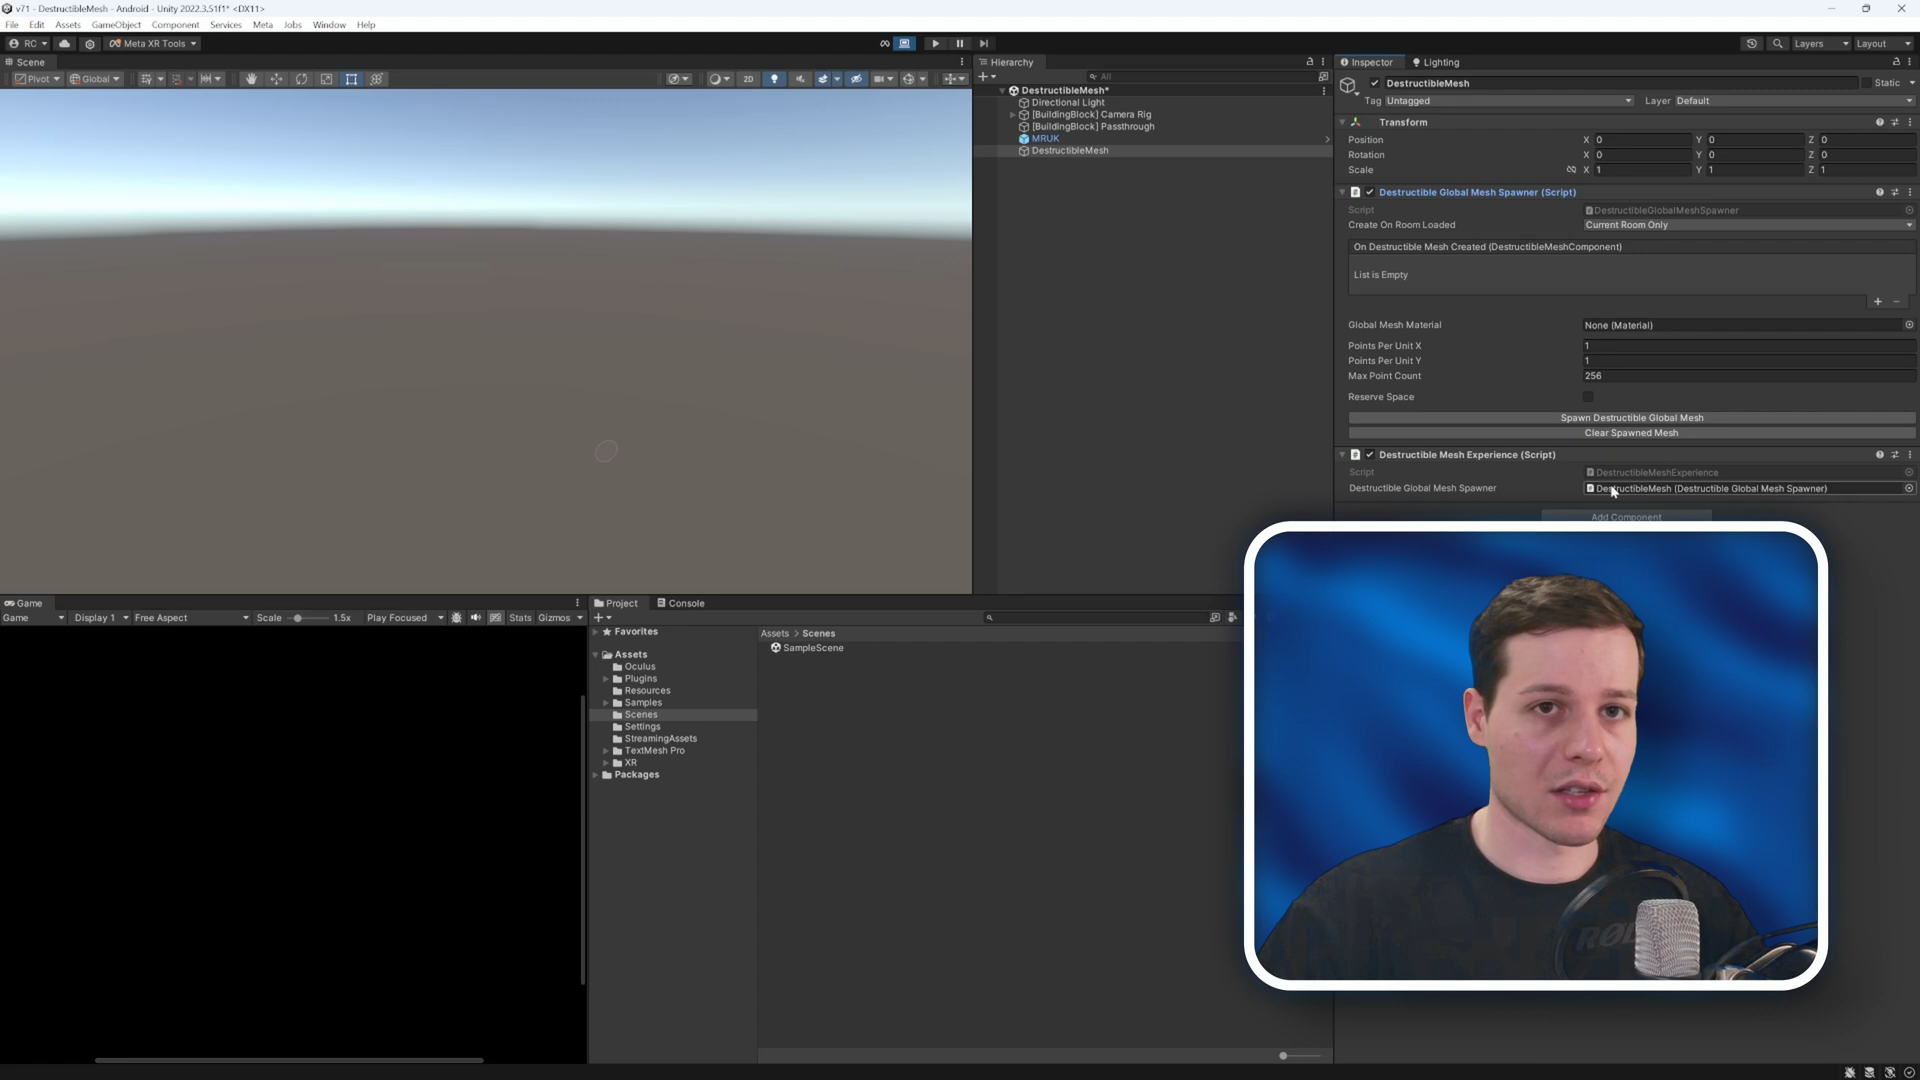 v71 - DestructibleMesh - Android - Unity 2022.3.51f1* <DX11>
File Edit Assets GameObject Component Services Meta Jobs Window Help
RC Meta XR Tools Layers Layout
Scene
Pivot Global 2D
Hierarchy
All
DestructibleMesh*
Directional Light
[BuildingBlock] Camera Rig
[BuildingBlock] Passthrough
MRUK
DestructibleMesh
Inspector Lighting
DestructibleMesh Static
Tag Untagged Layer Default
Transform
Position X 0 Y 0 Z 0
Rotation X 0 Y 0 Z 0
Scale X 1 Y 1 Z 1
Destructible Global Mesh Spawner (Script)
Script DestructibleGlobalMeshSpawner
Create On Room Loaded Current Room Only
On Destructible Mesh Created (DestructibleMeshComponent)
List is Empty
Global Mesh Material None (Material)
Points Per Unit X 1
Points Per Unit Y 1
Max Point Count 256
Reserve Space
Spawn Destructible Global Mesh
Clear Spawned Mesh
Destructible Mesh Experience (Script)
Script DestructibleMeshExperience
Destructible Global Mesh Spawner DestructibleMesh (Destructible Global Mesh Spawner)
Add Component
Game
Game Display 1 Free Aspect Scale 1.5x Play Focused Stats Gizmos
Project Console
Favorites
Assets
Oculus
Plugins
Resources
Samples
Scenes
Settings
StreamingAssets
TextMesh Pro
XR
Packages
Assets > Scenes
SampleScene
RØD